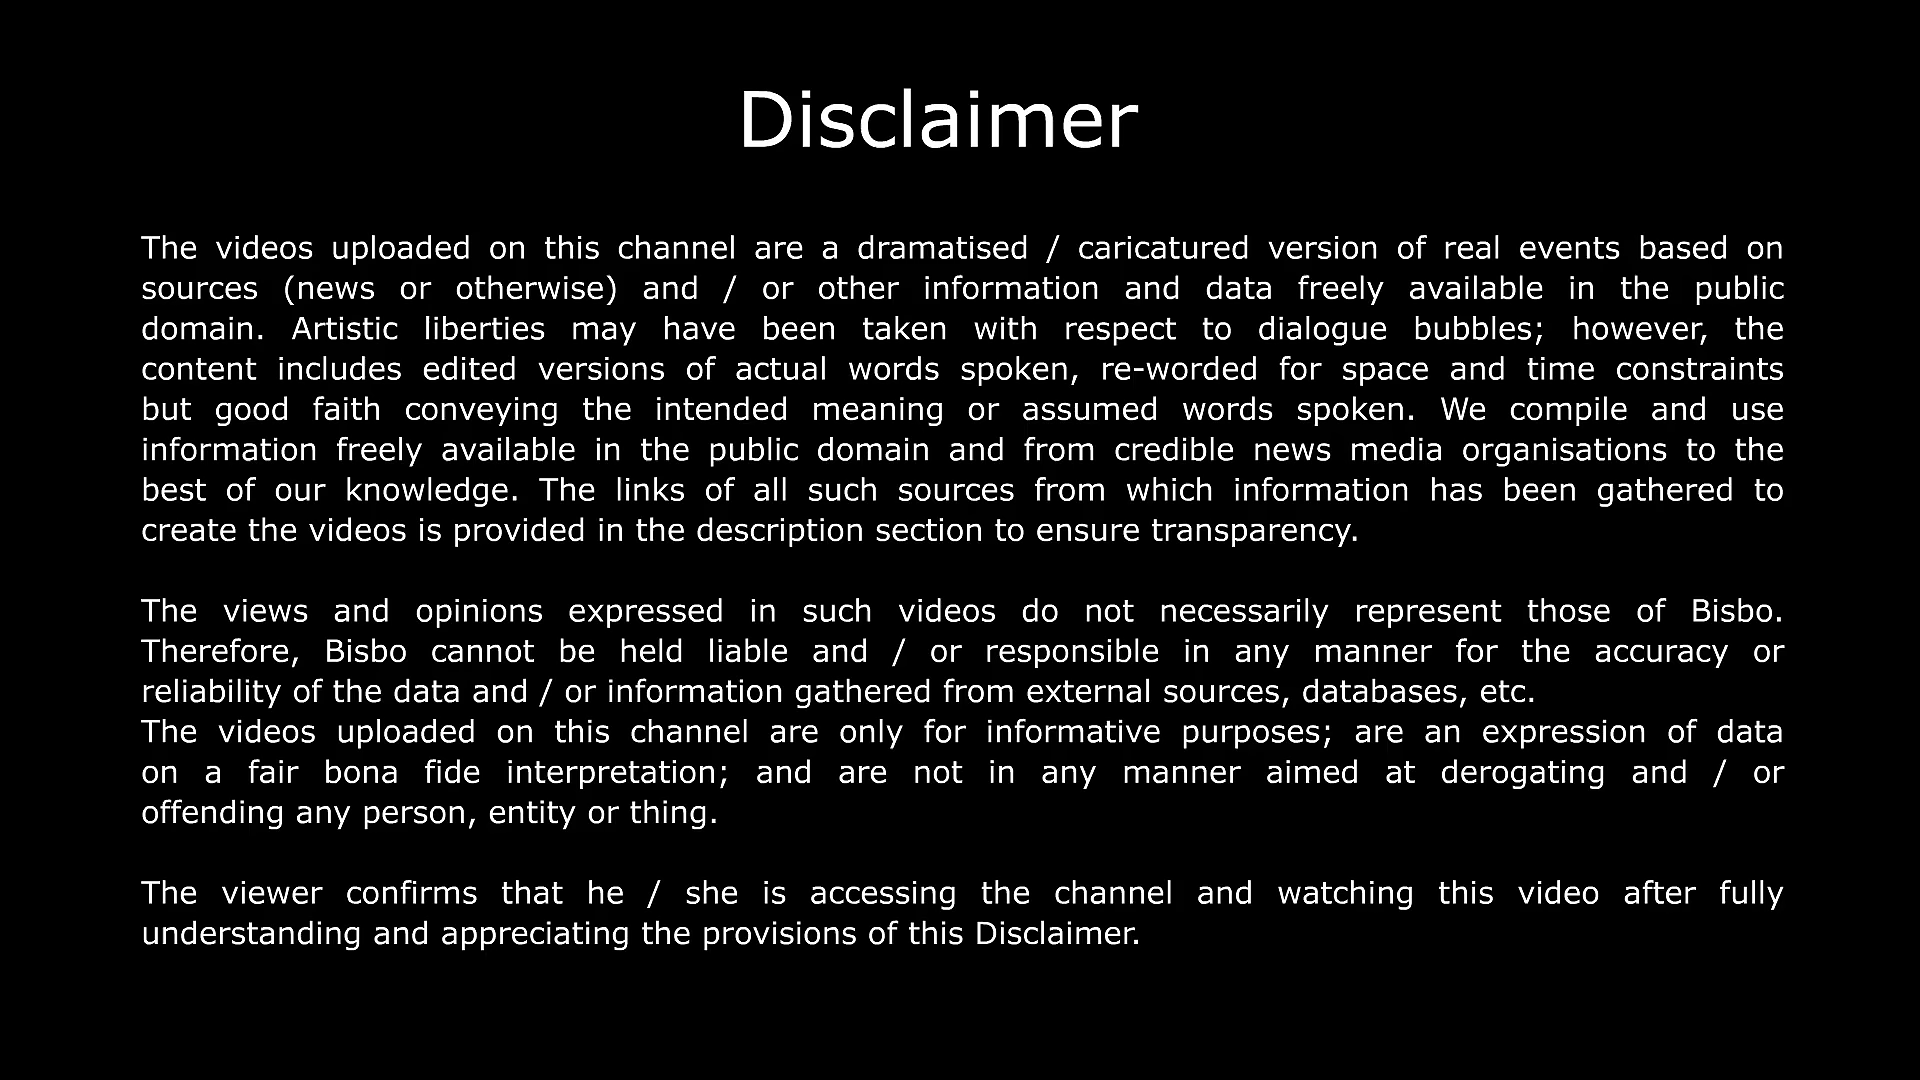 Disclaimer
The videos uploaded on this channel are a dramatised / caricatured version of real events based on
sources (news or otherwise) and / or other information and data freely available in the public
domain. Artistic liberties may have been taken with respect to dialogue bubbles; however, the
content includes edited versions of actual words spoken, re-worded for space and time constraints
but good faith conveying the intended meaning or assumed words spoken. We compile and use
information freely available in the public domain and from credible news media organisations to the
best of our knowledge. The links of all such sources from which information has been gathered to
create the videos is provided in the description section to ensure transparency.
The views and opinions expressed in such videos do not necessarily represent those of Bisbo.
Therefore, Bisbo cannot be held liable and / or responsible in any manner for the accuracy or
reliability of the data and / or information gathered from external sources, databases, etc.
The videos uploaded on this channel are only for informative purposes; are an expression of data
on a fair bona fide interpretation; and are not in any manner aimed at derogating and / or
offending any person, entity or thing.
The viewer confirms that he / she is accessing the channel and watching this video after fully
understanding and appreciating the provisions of this Disclaimer.